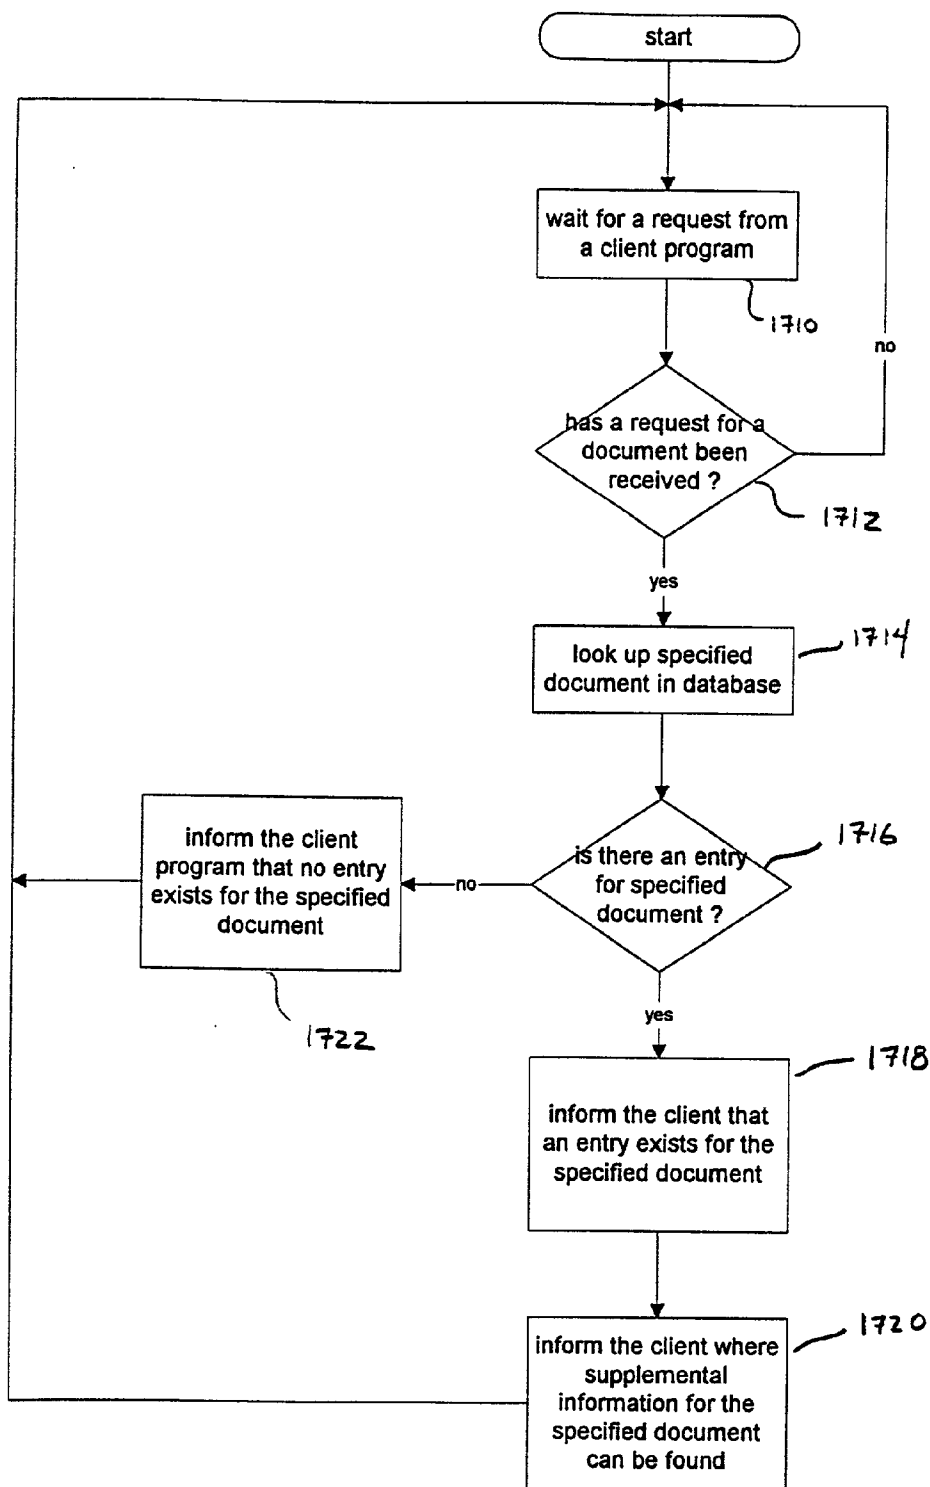 start
wait for a request from
a client program
1710
no
has a request for a
document been
received ?
1712
yes
look up specified
document in database
1714
is there an entry
for specified
document ?
1716
no
inform the client
program that no entry
exists for the specified
document
1722
yes
inform the client that
an entry exists for the
specified document
1718
inform the client where
supplemental
information for the
specified document
can be found
1720